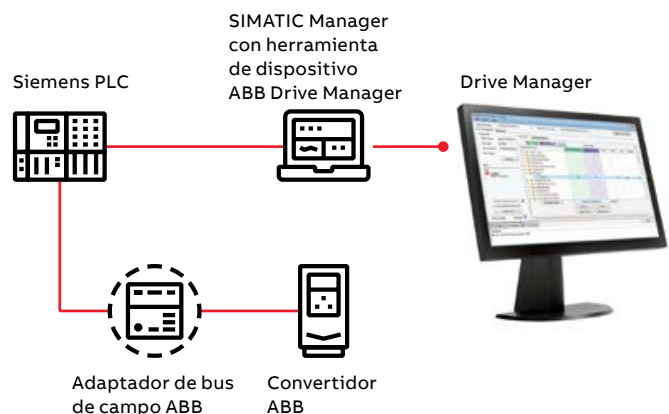 SIMATIC Manager
con herramienta
de dispositivo
ABB Drive Manager
Siemens PLC
Drive Manager
Adaptador de bus
de campo ABB
Convertidor
ABB